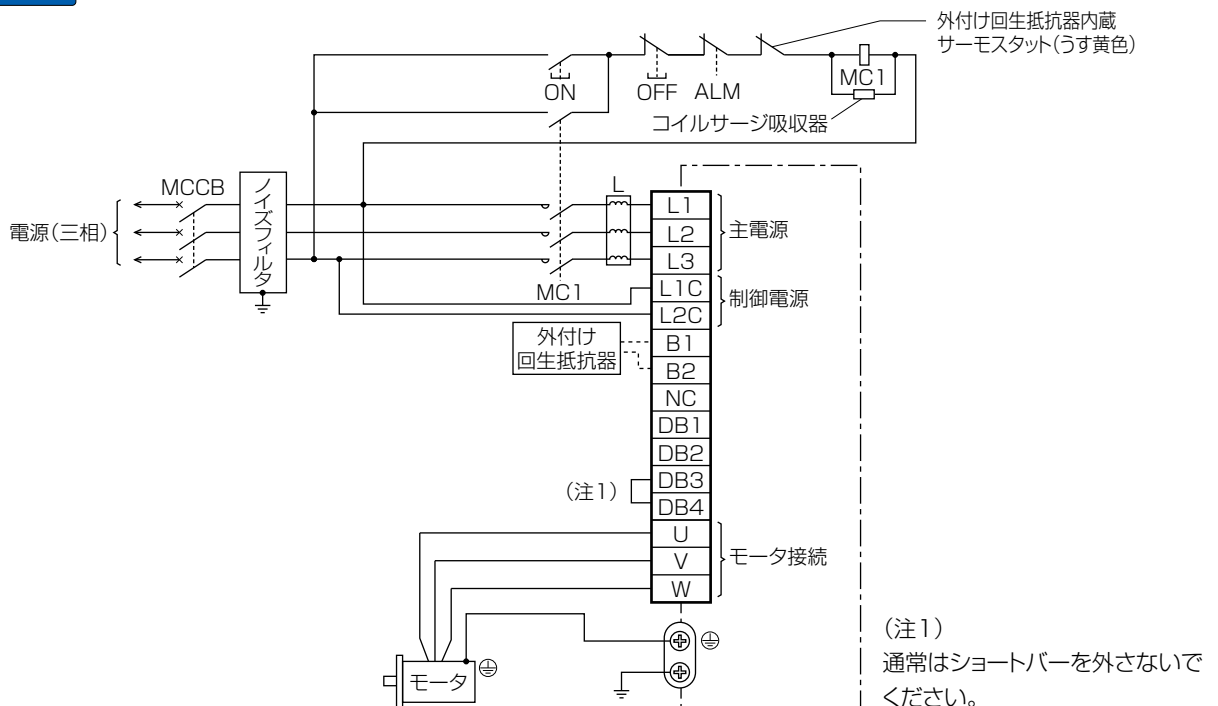 外付け回生抵抗器内蔵
サーモスタット(うす黄色)
ON
OFF
ALM
MC1
コイルサージ吸収器
MCCB
ノイズフィルタ
L
電源(三相)
MC1
L1
L2
L3
主電源
L1C
L2C
制御電源
外付け
回生抵抗器
B1
B2
NC
DB1
DB2
DB3
DB4
(注1)
U
V
W
モータ接続
モータ
(注1)
通常はショートバーを外さないで
ください。